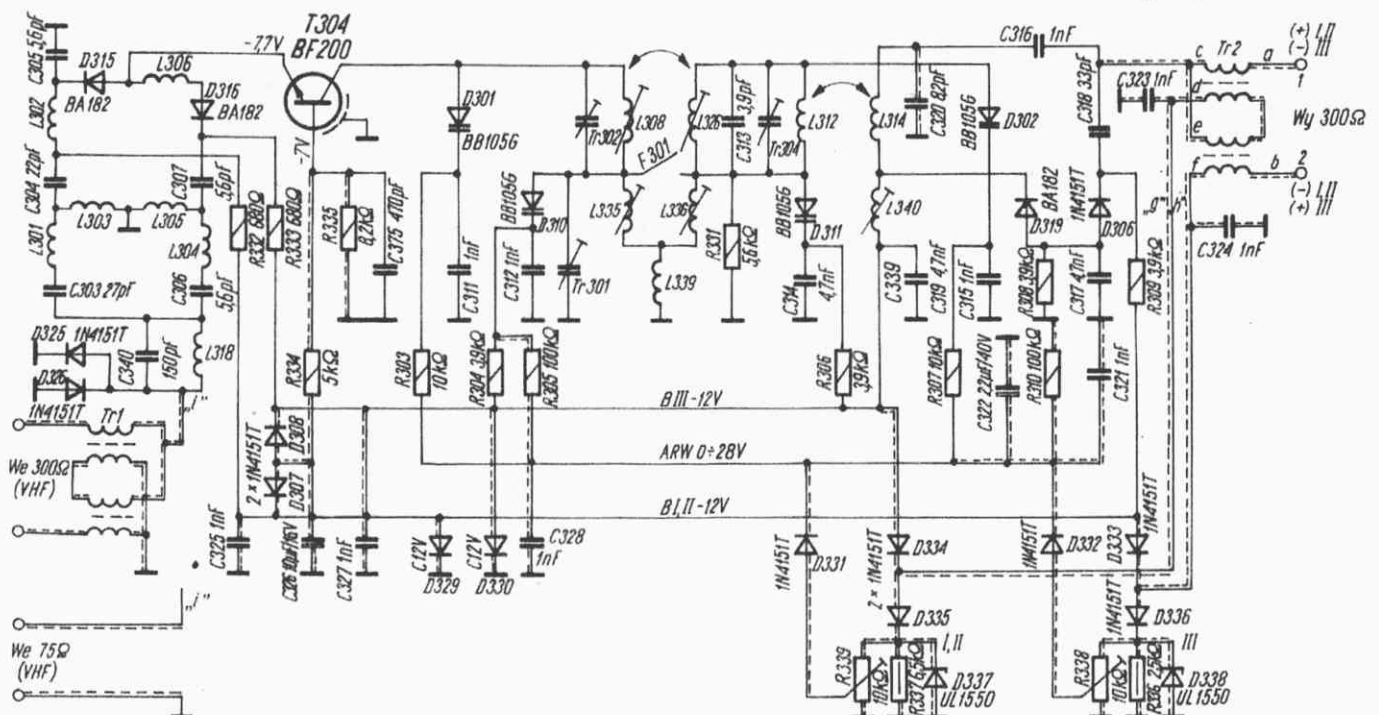 T304
BF200
-7,7V
-7V
C305 5,6pF
D315
BA182
L306
D316
BA182
L302
C304 22pF
C307
5,6pF
L303
L305
L301
L304
C303 27pF
C306
5,6pF
D325 1N4151T
D326
1N4151T
C340
150pF
L318
"i"
Tr1
We 300Ω
(VHF)
"j"
We 75Ω
(VHF)
R332 680Ω
R333 680Ω
R335
8,2Ω
C375 470pF
R334
5kΩ
D301
BB105G
R303
10kΩ
C311
1nF
BB105G
D310
C312 1nF
Tr301
R304 39kΩ
R305 100kΩ
Tr302
L308
F301
L326
L335
L336
L339
C313
3,9pF
Tr304
L312
R331
5,6kΩ
BB105G
D311
C314
4,7nF
R306
39kΩ
L314
L340
C320 82pF
BB105G
D302
C316 1nF
C339
C319 4,7nF
C315 1nF
BA182
D319
1N4151T
D306
C318 33pF
R308 39kΩ
C317 4,7nF
R309 3,9kΩ
R307 10kΩ
C322 22µF/40V
R310 100kΩ
C321 1nF
C323 1nF
C324 1nF
"g"
"h"
c
Tr2
a
d
e
f
b
(+) I,II
(-) III
1
Wy 300Ω
2
(-) I,II
(+) III
B III -12V
ARW 0÷28V
B I,II -12V
2 × 1N4151T
D308
D307
C325 1nF
C326 10µF/16V
C327 1nF
C12V
D329
C12V
D330
C328
1nF
1N4151T
D331
2 × 1N4151T
D334
D335
1N4151T
D332
D333
1N4151T
1N4151T
D336
I,II
R339
10kΩ
D337
UL1550
III
R338
10kΩ
D338
UL1550